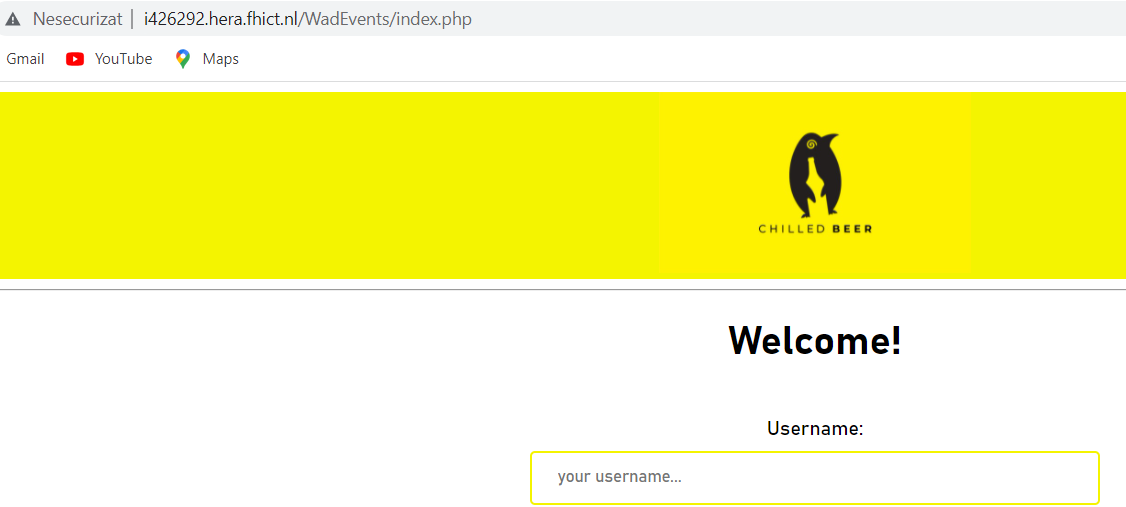 Nesecurizat | i426292.hera.fhict.nl/WadEvents/index.php
Gmail YouTube Maps
CHILLED BEER
Welcome!
Username:
your username...